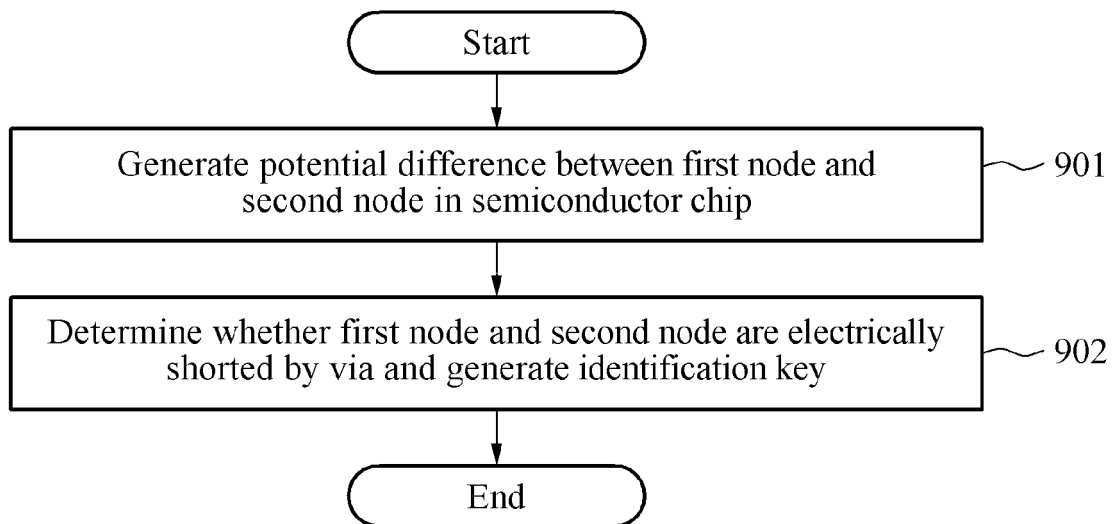 Start
Generate potential difference between first node and
second node in semiconductor chip
901
Determine whether first node and second node are electrically
shorted by via and generate identification key
902
End